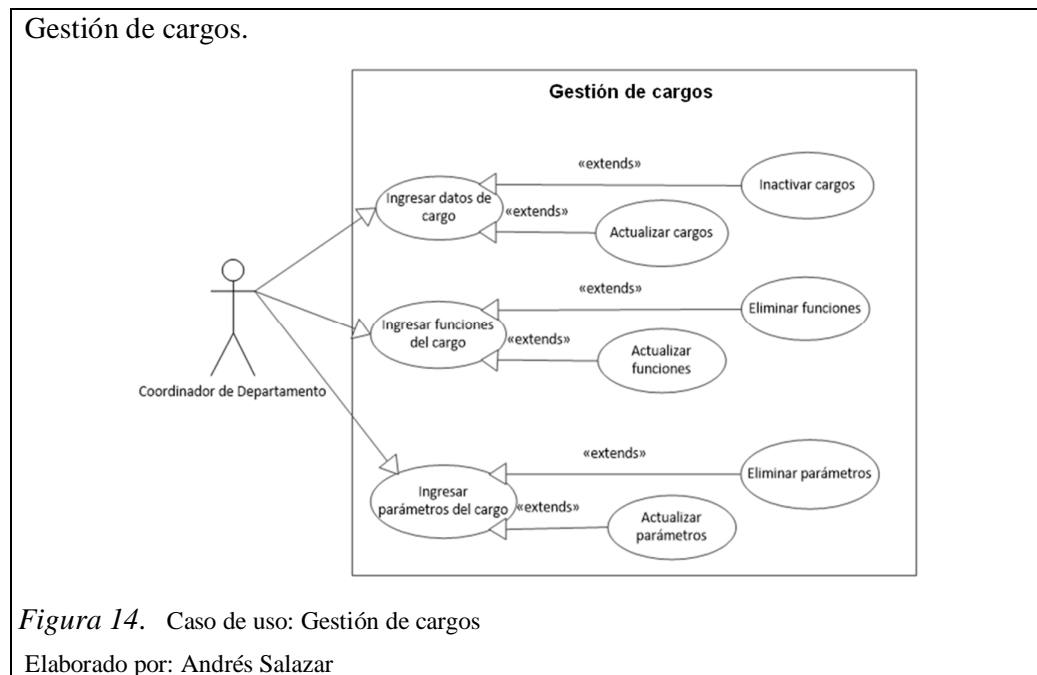 Gestión de cargos.
Gestión de cargos
«extends»
Inactivar cargos
Ingresar datos de
cargo
«extends»
Actualizar cargos
«extends»
Eliminar funciones
Ingresar funciones
del cargo
«extends»
Actualizar
funciones
Coordinador de Departamento
«extends»
Eliminar parámetros
Ingresar
parámetros del cargo
«extends»
Actualizar
parámetros
Figura 14. Caso de uso: Gestión de cargos
Elaborado por: Andrés Salazar